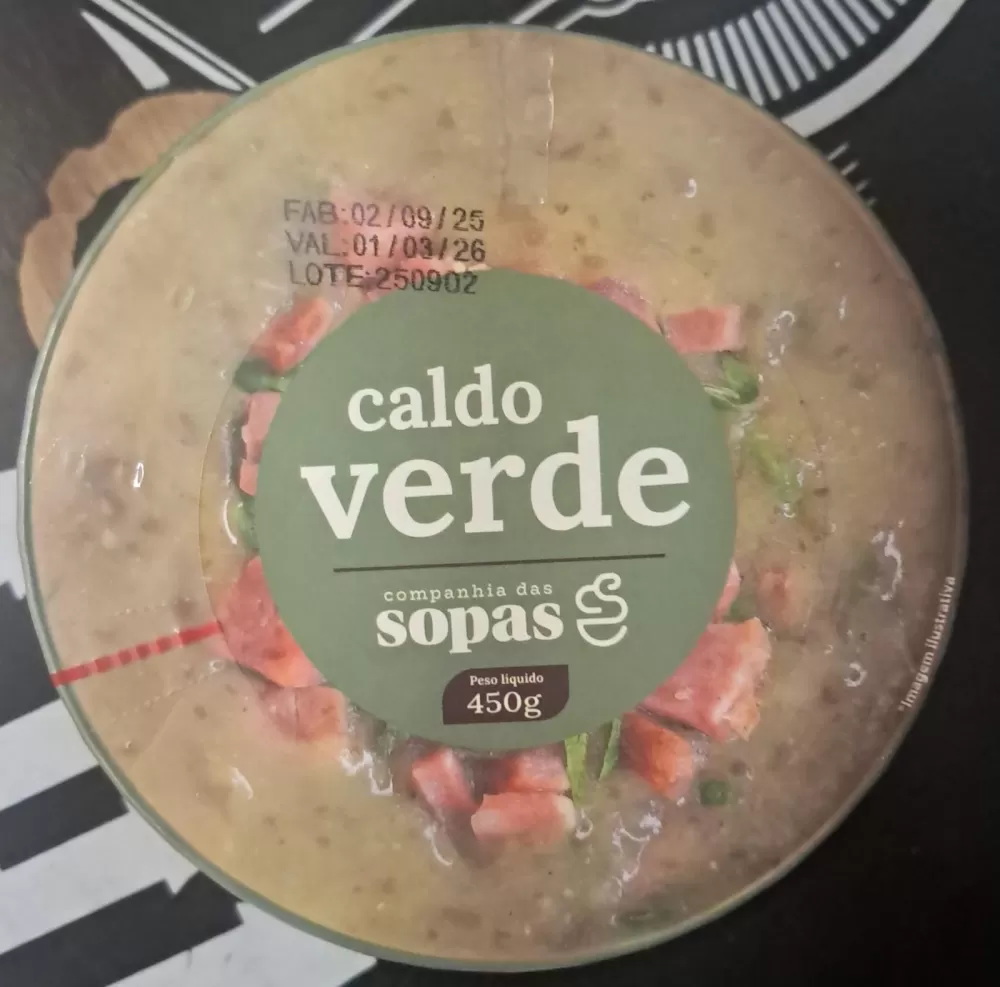 FAB:02/09/25
VAL:01/03/26
LOTE:250902
caldo
verde
companhia das
sopas
Peso líquido
450g
*Imagem ilustrativa